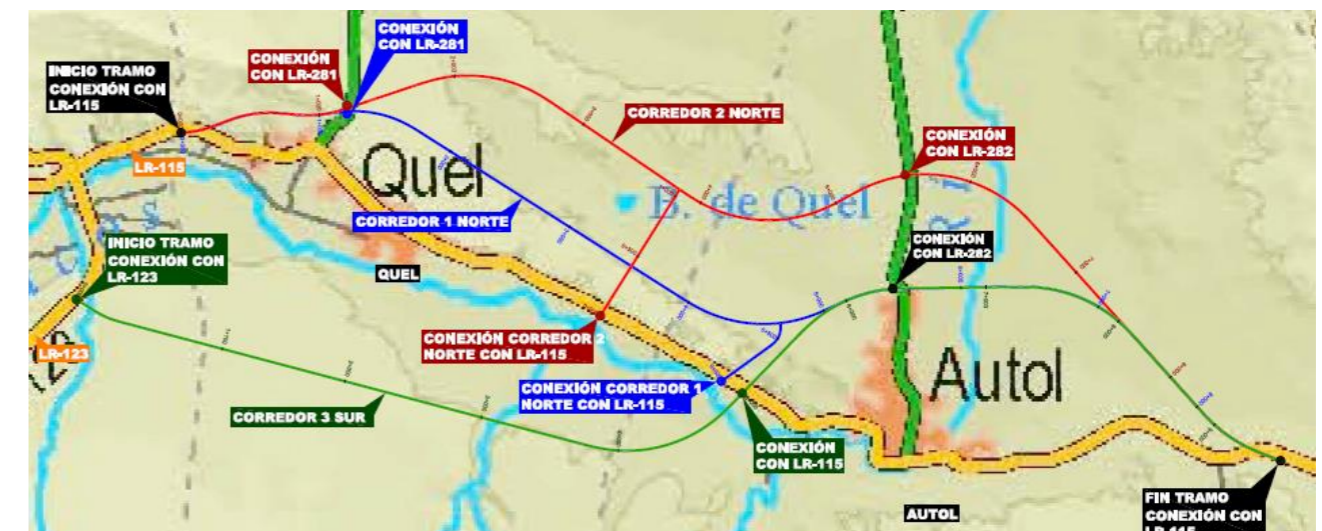 CONEXIÓN
CON LR-281
CONEXIÓN
CON LR-281
INICIO TRAMO
CONEXIÓN CON
LR-115
LR-115
CORREDOR 2 NORTE
CONEXIÓN
CON LR-282
Quel
B. de Quel
CORREDOR 1 NORTE
INICIO TRAMO
CONEXIÓN CON
LR-123
CONEXIÓN
CON LR-282
QUEL
LR-123
CONEXIÓN CORREDOR 2
NORTE CON LR-115
CONEXIÓN CORREDOR 1
NORTE CON LR-115
Autol
CORREDOR 3 SUR
CONEXIÓN
CON LR-115
AUTOL
FIN TRAMO
CONEXIÓN CON
LR-115